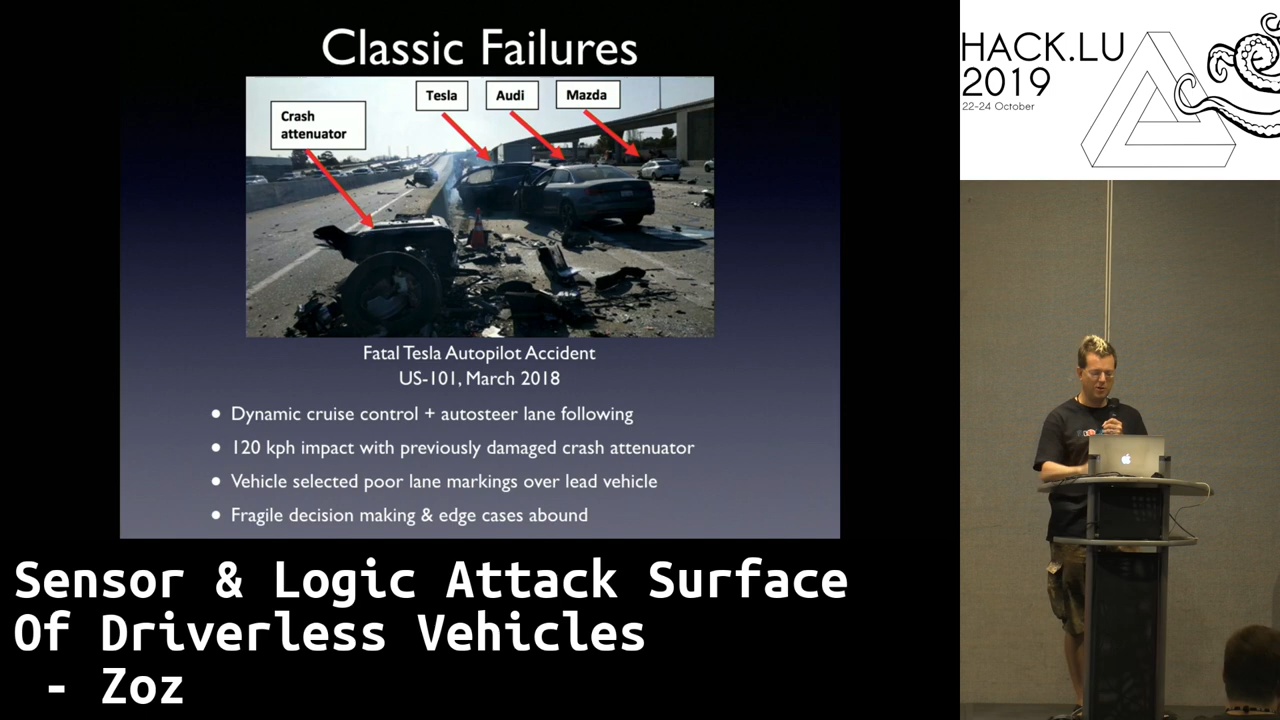 Classic Failures
Crash
attenuator
Tesla
Audi
Mazda
Fatal Tesla Autopilot Accident
US-101, March 2018
• Dynamic cruise control + autosteer lane following
• 120 kph impact with previously damaged crash attenuator
• Vehicle selected poor lane markings over lead vehicle
• Fragile decision making & edge cases abound
HACK.LU
2019
22-24 October
Sensor & Logic Attack Surface
Of Driverless Vehicles
- Zoz